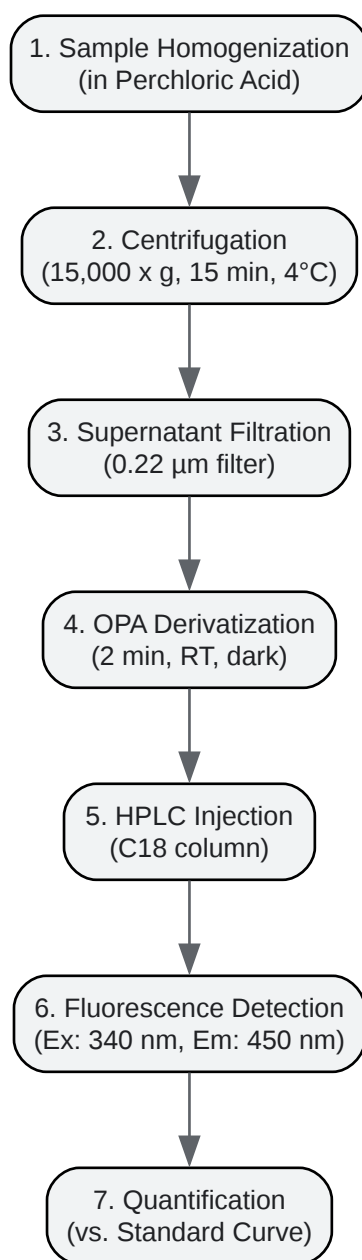 1. Sample Homogenization
(in Perchloric Acid)
2. Centrifugation
(15,000 x g, 15 min, 4°C)
3. Supernatant Filtration
(0.22 µm filter)
4. OPA Derivatization
(2 min, RT, dark)
5. HPLC Injection
(C18 column)
6. Fluorescence Detection
(Ex: 340 nm, Em: 450 nm)
7. Quantification
(vs. Standard Curve)